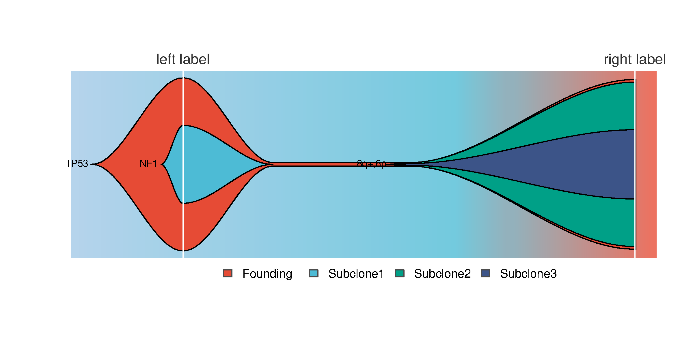 left label
right label
TP53
NF1
Founding
Subclone1
Subclone2
Subclone3